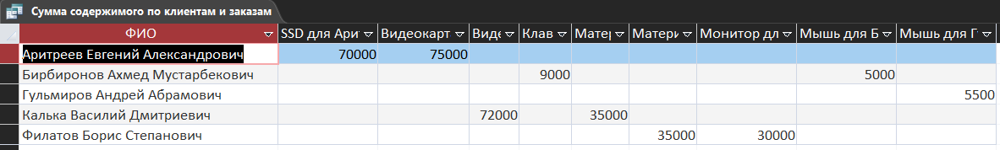 Сумма содержимого по клиентам и заказам
ФИО SSD для Ари Видеокарт Виде Клав Матер Матери Монитор дл Мышь для Б Мышь для Г
Аритреев Евгений Александрович 70000 75000
Бирбиронов Ахмед Мустарбекович 9000 5000
Гульмиров Андрей Абрамович 5500
Калька Василий Дмитриевич 72000 35000
Филатов Борис Степанович 35000 30000